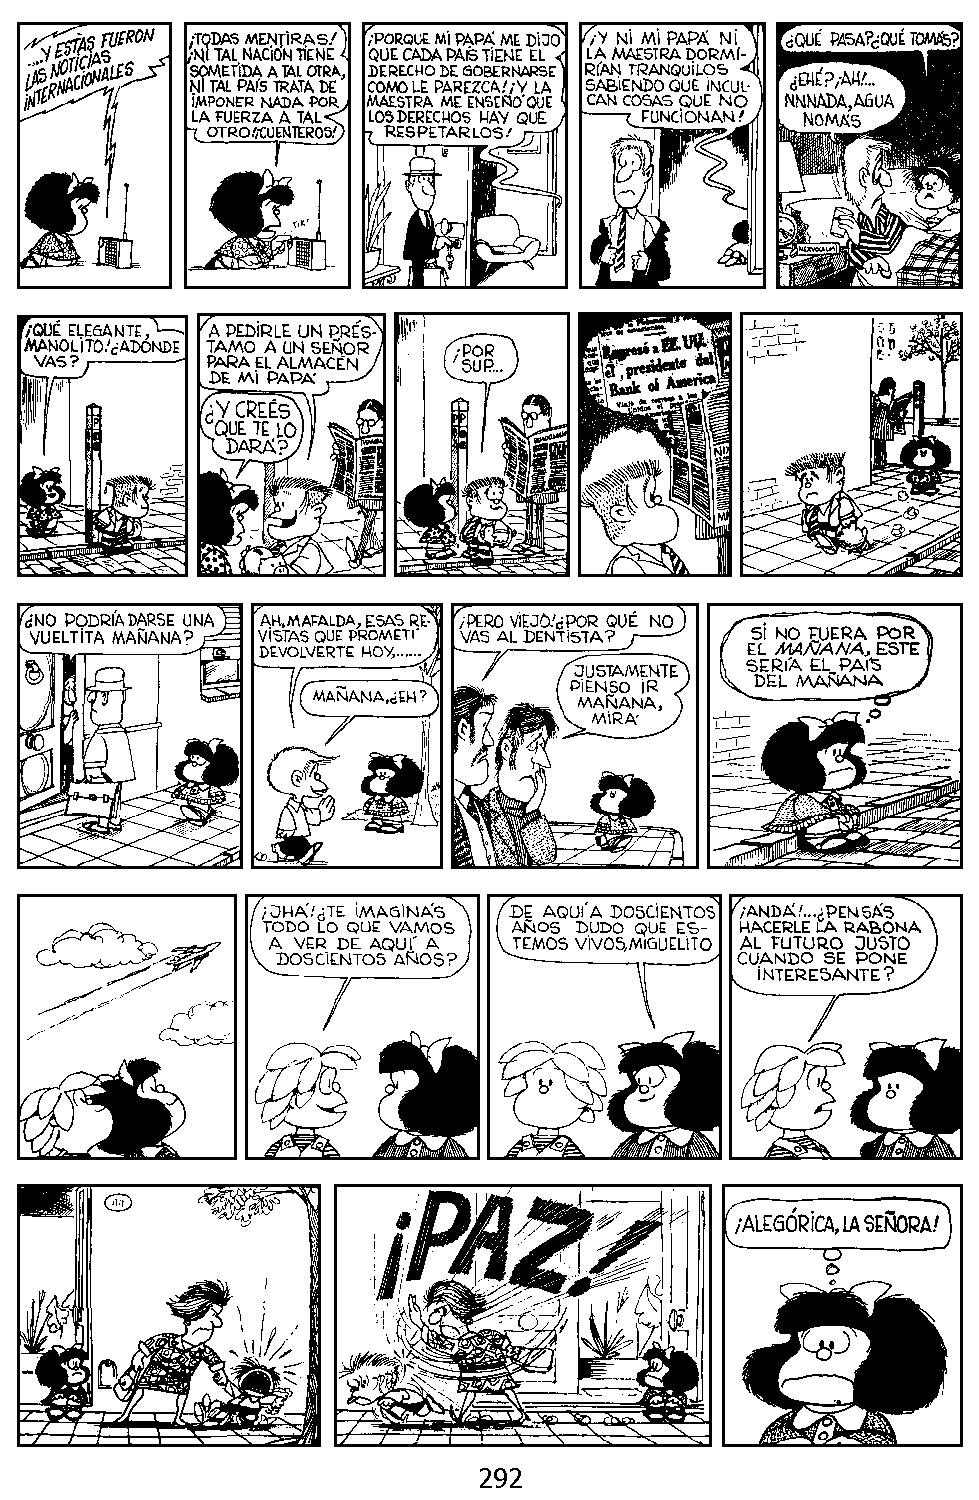 ...Y ESTAS FUERON
LAS NOTICIAS
INTERNACIONALES
¡TODAS MENTIRAS!
¡NI TAL NACIÓN TIENE
SOMETIDA A TAL OTRA,
NI TAL PAÍS TRATA DE
IMPONER NADA POR
LA FUERZA A TAL
OTRO! ¡CUENTEROS!
TIK!
¡PORQUE MI PAPÁ ME DIJO
QUE CADA PAÍS TIENE EL
DERECHO DE GOBERNARSE
COMO LE PAREZCA! ¡Y LA
MAESTRA ME ENSEÑÓ QUE
LOS DERECHOS HAY QUE
RESPETARLOS!
¡Y NI MI PAPÁ NI
LA MAESTRA DORMI-
RÍAN TRANQUILOS
SABIENDO QUE INCUL-
CAN COSAS QUE NO
FUNCIONAN!
¿QUÉ PASA? ¿QUÉ TOMÁS?
¿EHÉ? ¡AH!...
NNNADA, AGUA
NOMÁS
NERVOCALM
¡QUÉ ELEGANTE,
MANOLITO! ¿ADÓNDE
VAS?
A PEDIRLE UN PRÉS-
TAMO A UN SEÑOR
PARA EL ALMACÉN
DE MI PAPÁ
¿Y CREÉS
QUE TE LO
DARÁ?
¡POR
SUP...
Regresó a EE. UU.
el presidente del
Bank of America
¿NO PODRÍA DARSE UNA
VUELTITA MAÑANA?
AH, MAFALDA, ESAS RE-
VISTAS QUE PROMETÍ
DEVOLVERTE HOY,......
MAÑANA, ¿EH?
¡PERO VIEJO! ¿POR QUÉ NO
VAS AL DENTISTA?
JUSTAMENTE
PIENSO IR
MAÑANA,
MIRÁ
SI NO FUERA POR
EL MAÑANA, ESTE
SERÍA EL PAÍS
DEL MAÑANA
¡JHÁ! ¿TE IMAGINÁS
TODO LO QUE VAMOS
A VER DE AQUÍ A
DOSCIENTOS AÑOS?
DE AQUÍ A DOSCIENTOS
AÑOS DUDO QUE ES-
TEMOS VIVOS, MIGUELITO
¡ANDÁ!...¿PENSÁS
HACERLE LA RABONA
AL FUTURO JUSTO
CUANDO SE PONE
INTERESANTE?
¡PAZ!
¡ALEGÓRICA, LA SEÑORA!
292